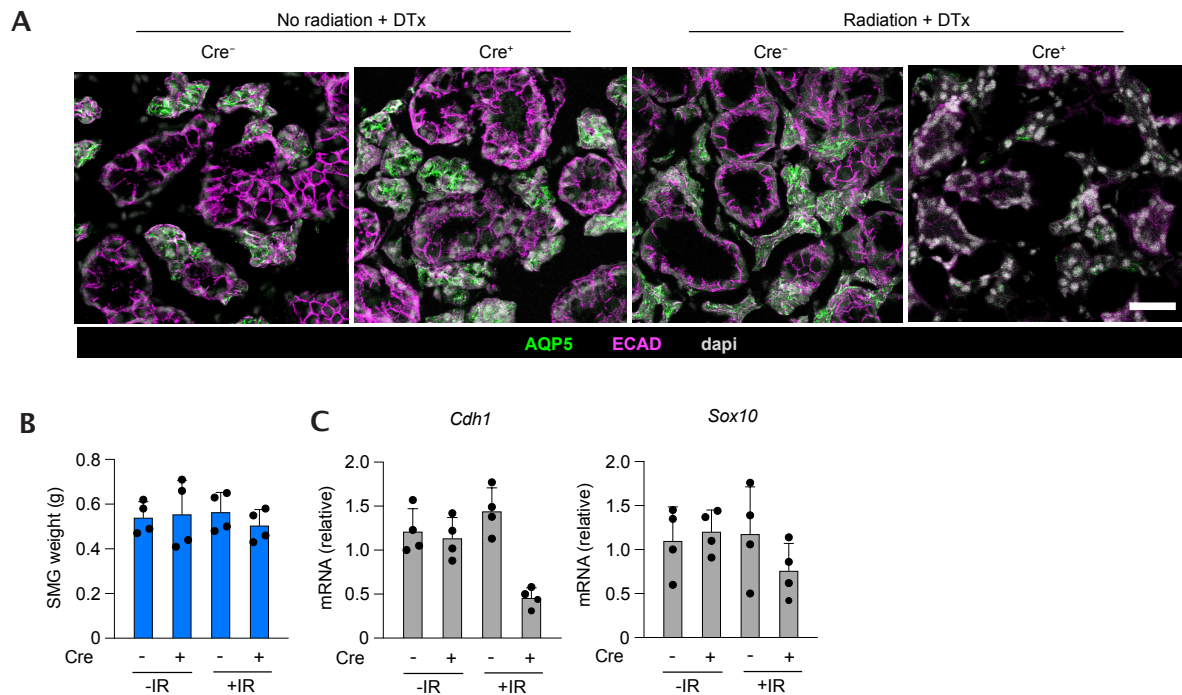 A
No radiation + DTx
Radiation + DTx
Cre⁻
Cre⁺
Cre⁻
Cre⁺
AQP5 ECAD dapi
B
SMG weight (g)
0.8
0.6
0.4
0.2
0
Cre - + - +
-IR +IR
C
Cdh1
mRNA (relative)
2.0
1.5
1.0
0.5
0.0
Cre - + - +
-IR +IR
Sox10
mRNA (relative)
2.0
1.5
1.0
0.5
0.0
- + - +
-IR +IR